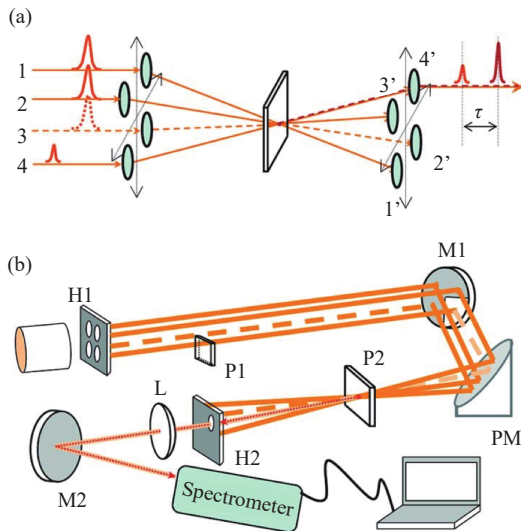 (a)
1
2
3
4
4’
3’
2’
1’
τ
(b)
H1
M1
P1
P2
PM
L
H2
M2
Spectrometer